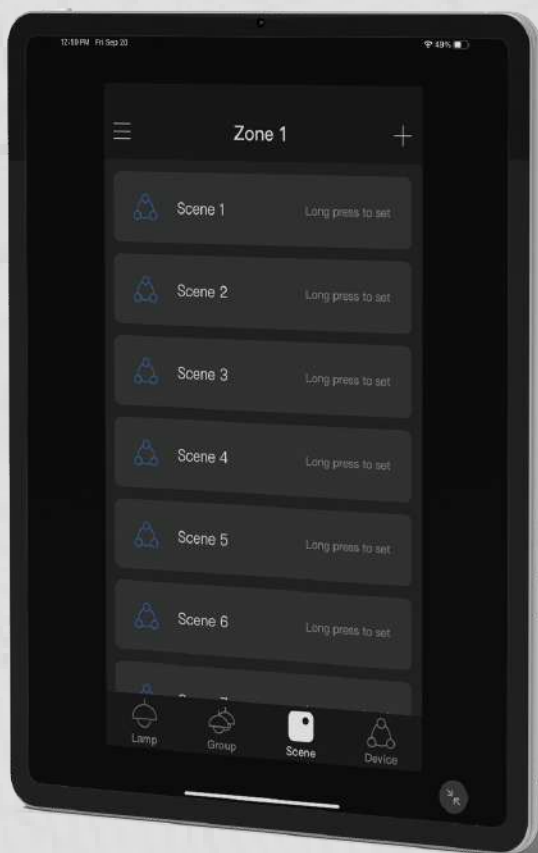 12:59 PM Fri Sep 20
49%
Zone 1
Scene 1 Long press to set
Scene 2 Long press to set
Scene 3 Long press to set
Scene 4 Long press to set
Scene 5 Long press to set
Scene 6 Long press to set
Lamp Group Scene Device